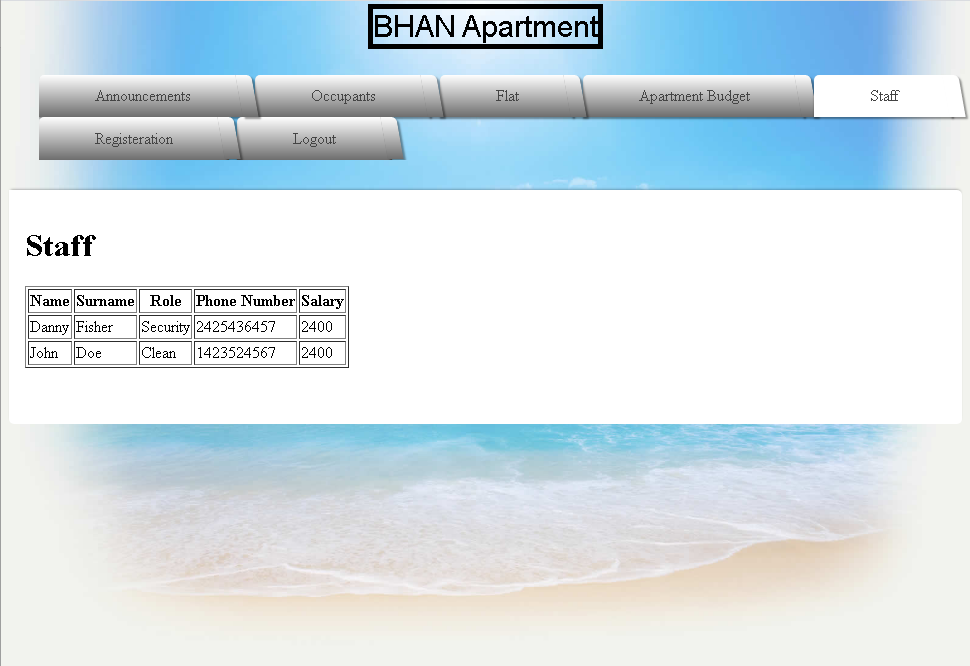 BHAN Apartment
Announcements Occupants Flat Apartment Budget Staff
Registeration Logout
Staff
Name Surname Role Phone Number Salary
Danny Fisher Security 2425436457 2400
John Doe Clean 1423524567 2400